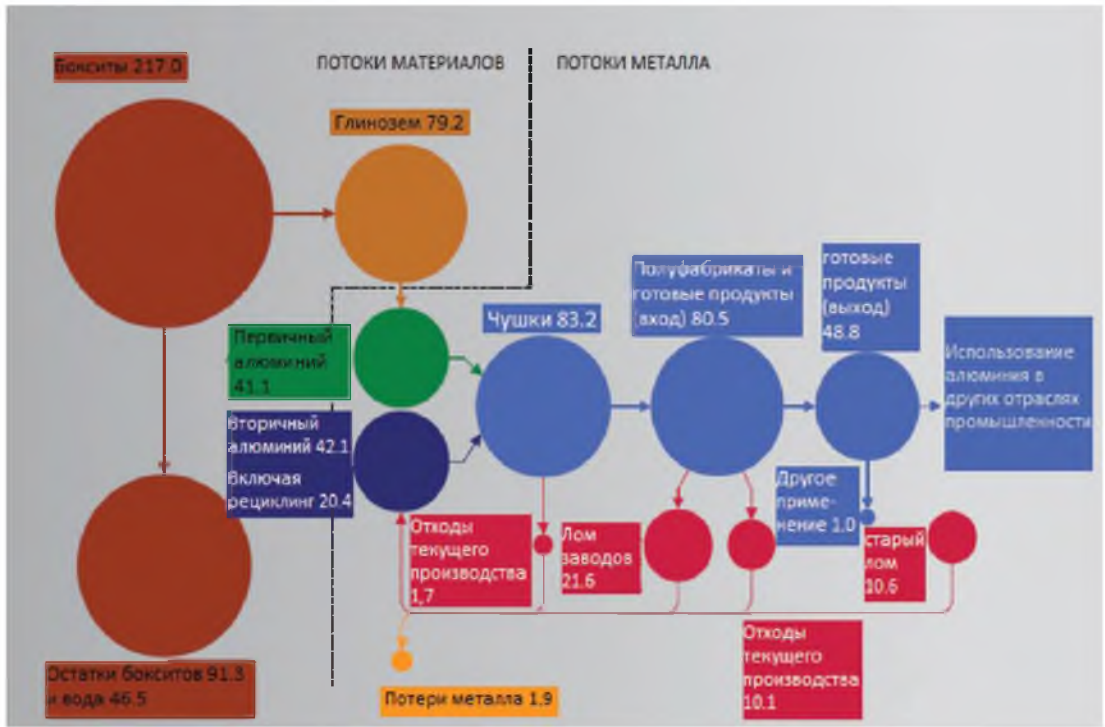 Бокситы 217.0
ПОТОКИ МАТЕРИАЛОВ
ПОТОКИ МЕТАЛЛА
Глинозем 79.2
Первичный
алюминий
41.1
Вторичный
алюминий 42.1
Включая
рециклинг 20.4
Чушки 83.2
Полуфабрикаты и
готовые продукты
(вход) 80.5
готовые
продукты
(выход)
48.8
Использование
алюминия в
других отраслях
промышленности
Отходы
текущего
производства
1,7
Лом
заводов
21.6
Другое
приме-
нение 1.0
старый
лом
10.6
Отходы
текущего
производства
10.1
Остатки бокситов 91.3
и вода 46.5
Потери металла 1.9